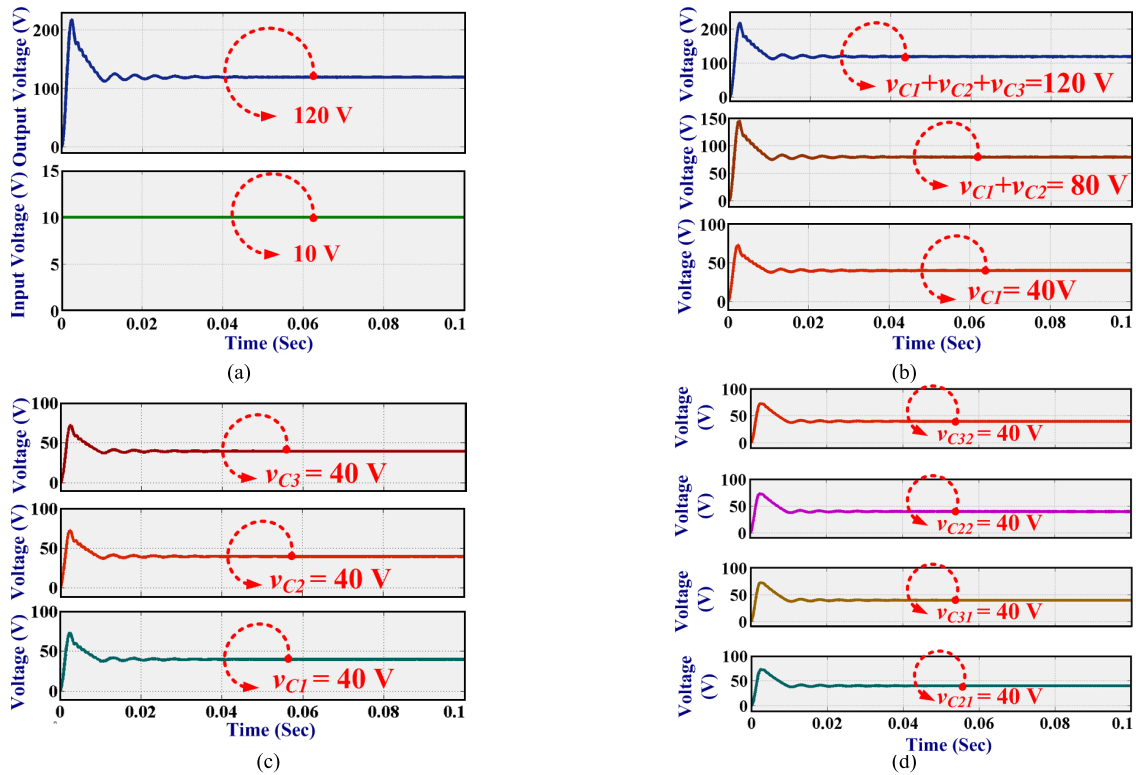 Output Voltage (V)
200
100
0
120 V
Input Voltage (V)
15
10
5
0
10 V
0
0.02
0.04
0.06
0.08
0.1
Time (Sec)
(a)
Voltage (V)
200
100
0
vC1+vC2+vC3=120 V
Voltage (V)
150
100
50
0
vC1+vC2= 80 V
Voltage (V)
100
50
0
vC1= 40V
0
0.02
0.04
0.06
0.08
0.1
Time (Sec)
(b)
Voltage (V)
100
50
0
vC3= 40 V
Voltage (V)
100
50
0
vC2= 40 V
Voltage (V)
100
50
0
vC1= 40 V
0
0.02
0.04
0.06
0.08
0.1
Time (Sec)
(c)
Voltage
(V)
100
50
0
vC32= 40 V
Voltage
(V)
100
50
0
vC22= 40 V
Voltage
(V)
100
50
0
vC31= 40 V
Voltage
(V)
100
50
0
vC21= 40 V
0
0.02
0.04
0.06
0.08
0.1
Time (Sec)
(d)